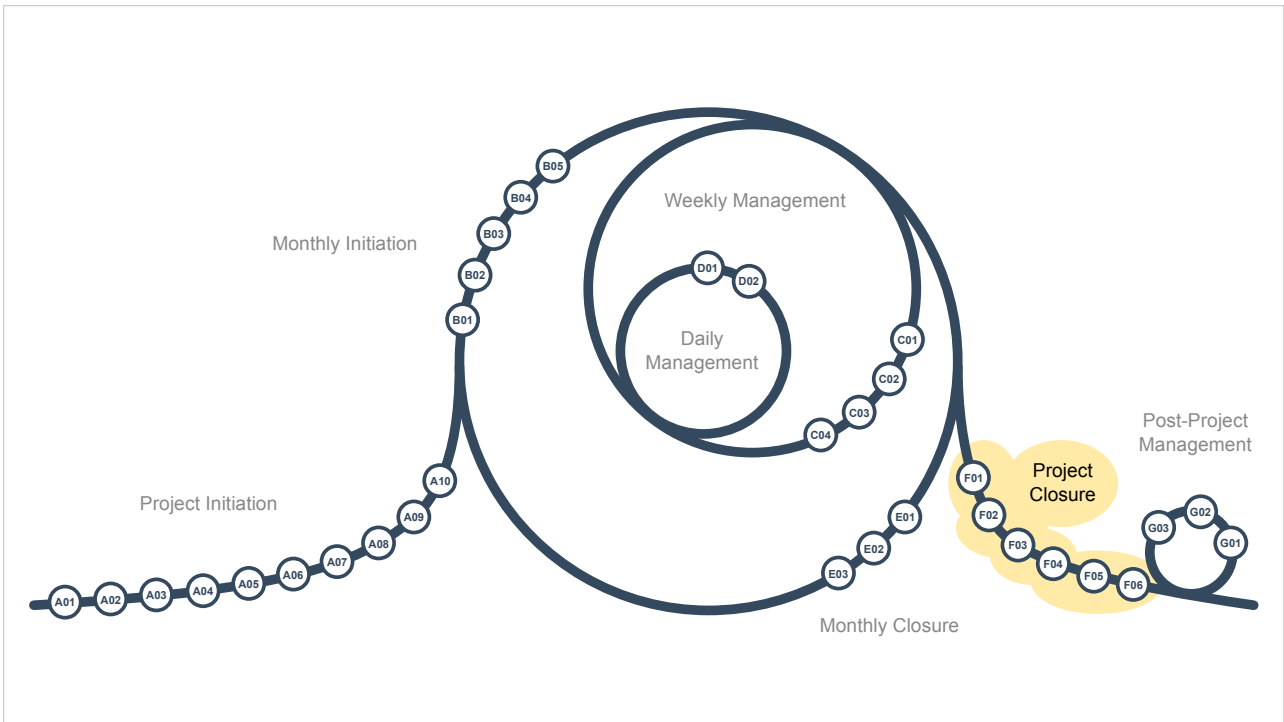 Project Initiation
A01
A02
A03
A04
A05
A06
A07
A08
A09
A10
Monthly Initiation
B01
B02
B03
B04
B05
Weekly Management
C01
C02
C03
C04
Daily
Management
D01
D02
Monthly Closure
E01
E02
E03
Project
Closure
F01
F02
F03
F04
F05
F06
Post-Project
Management
G01
G02
G03